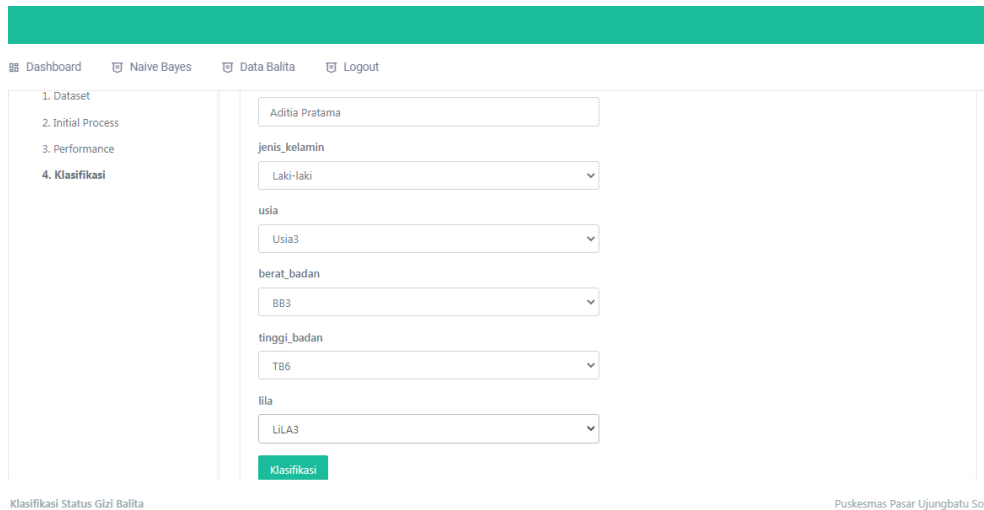 Dashboard Naive Bayes Data Balita Logout
1. Dataset
2. Initial Process
3. Performance
4. Klasifikasi
Aditia Pratama
jenis_kelamin
Laki-laki
usia
Usia3
berat_badan
BB3
tinggi_badan
TB6
lila
LiLA3
Klasifikasi
Klasifikasi Status Gizi Balita
Puskesmas Pasar Ujungbatu So